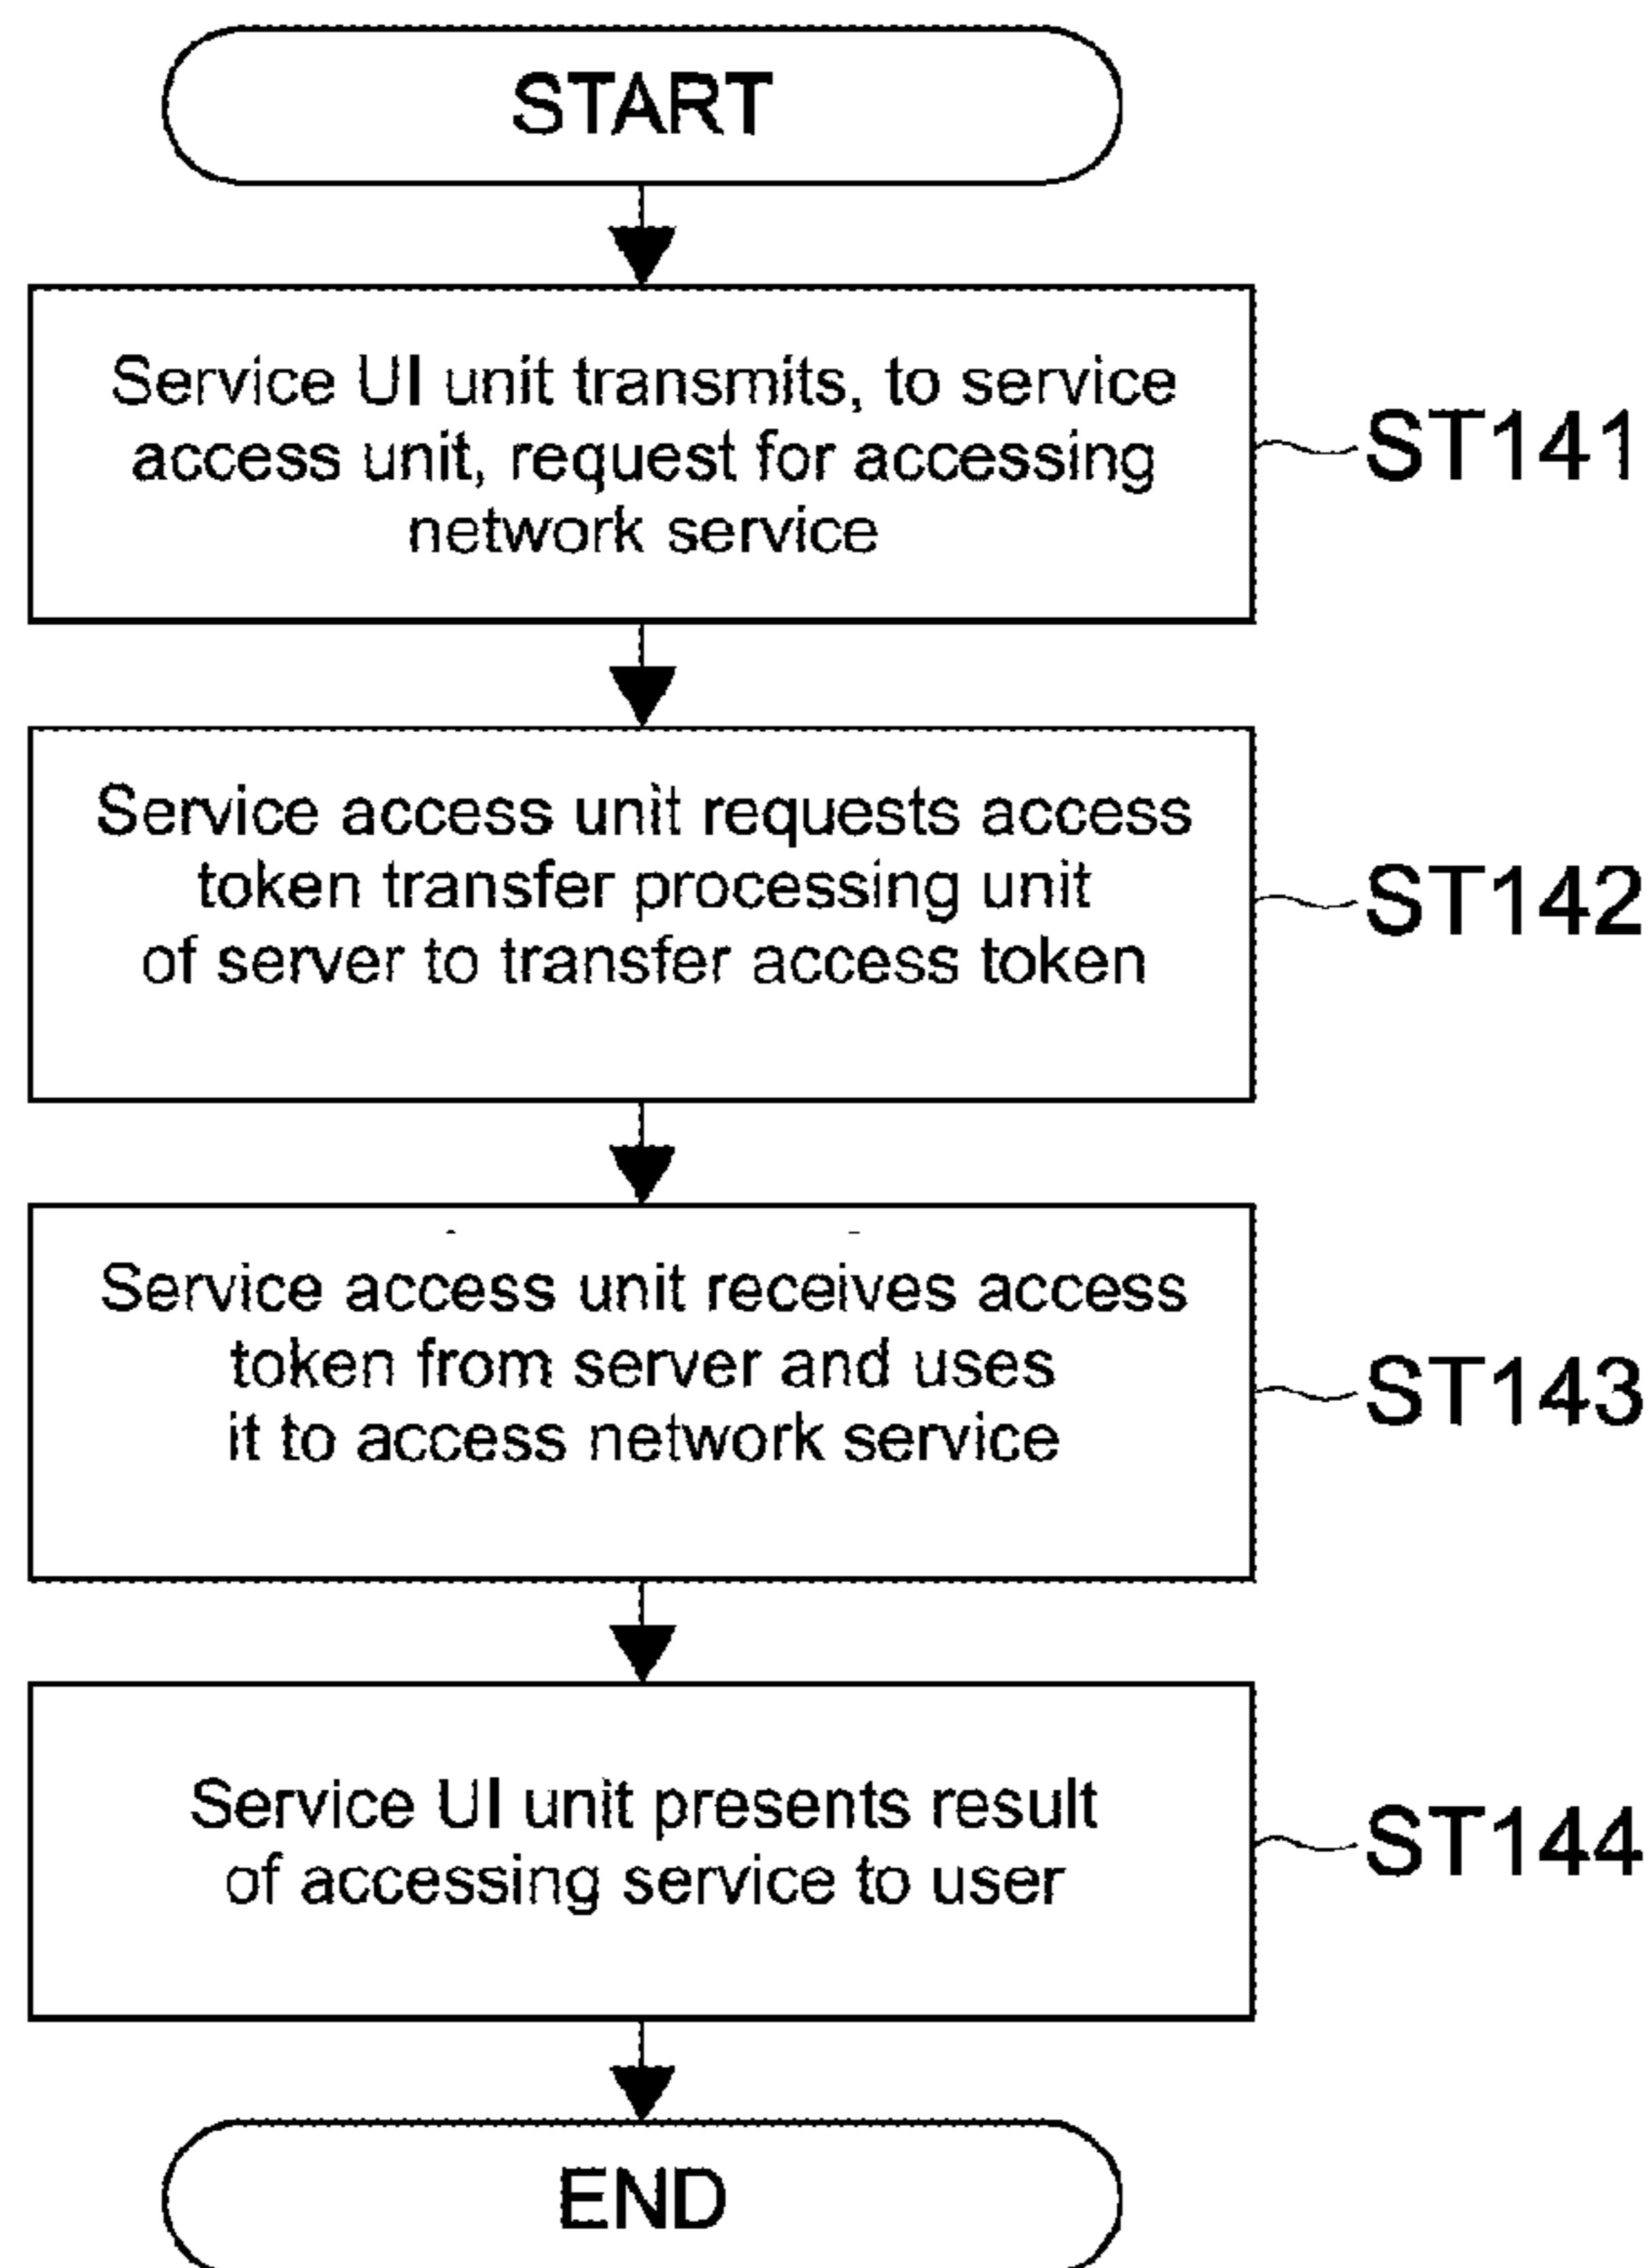 START
Service UI unit transmits, to service
access unit, request for accessing
network service
ST141
Service access unit requests access
token transfer processing unit
of server to transfer access token
ST142
Service access unit receives access
token from server and uses
it to access network service
ST143
Service UI unit presents result
of accessing service to user
ST144
END